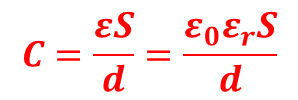 C = εS/d = ε₀εᵣS/d